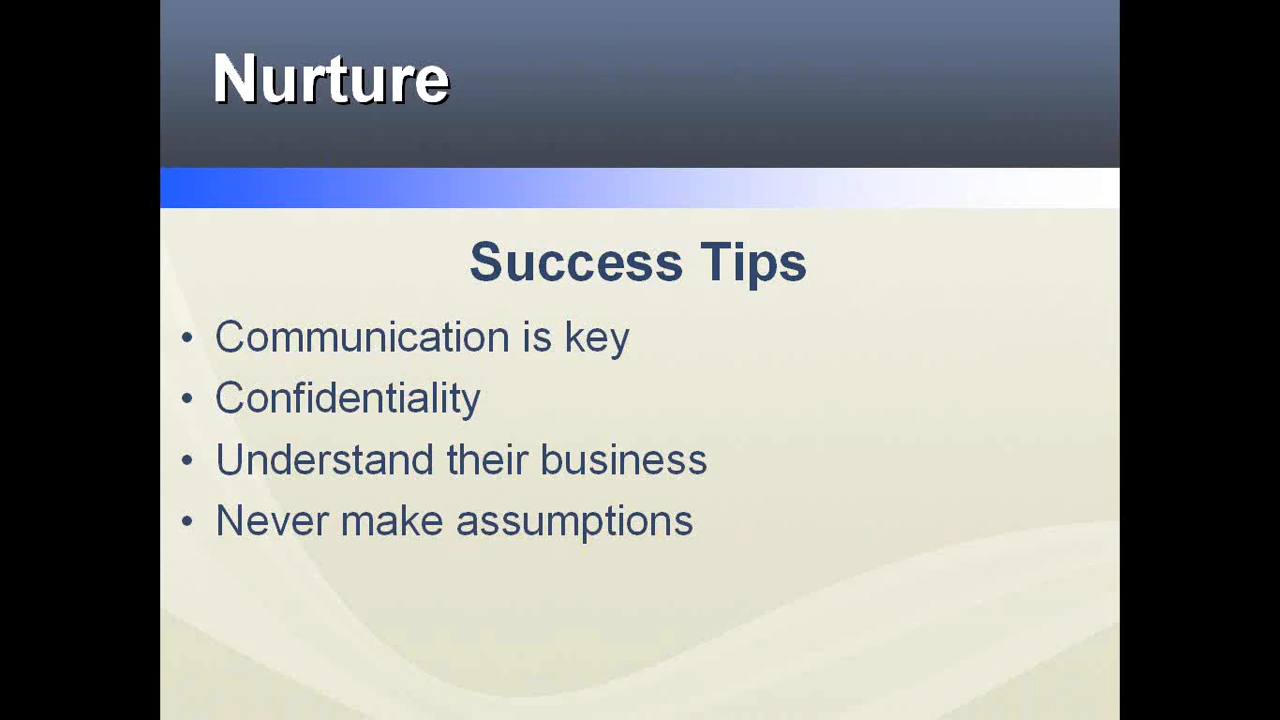 Nurture
Success Tips
• Communication is key
• Confidentiality
• Understand their business
• Never make assumptions